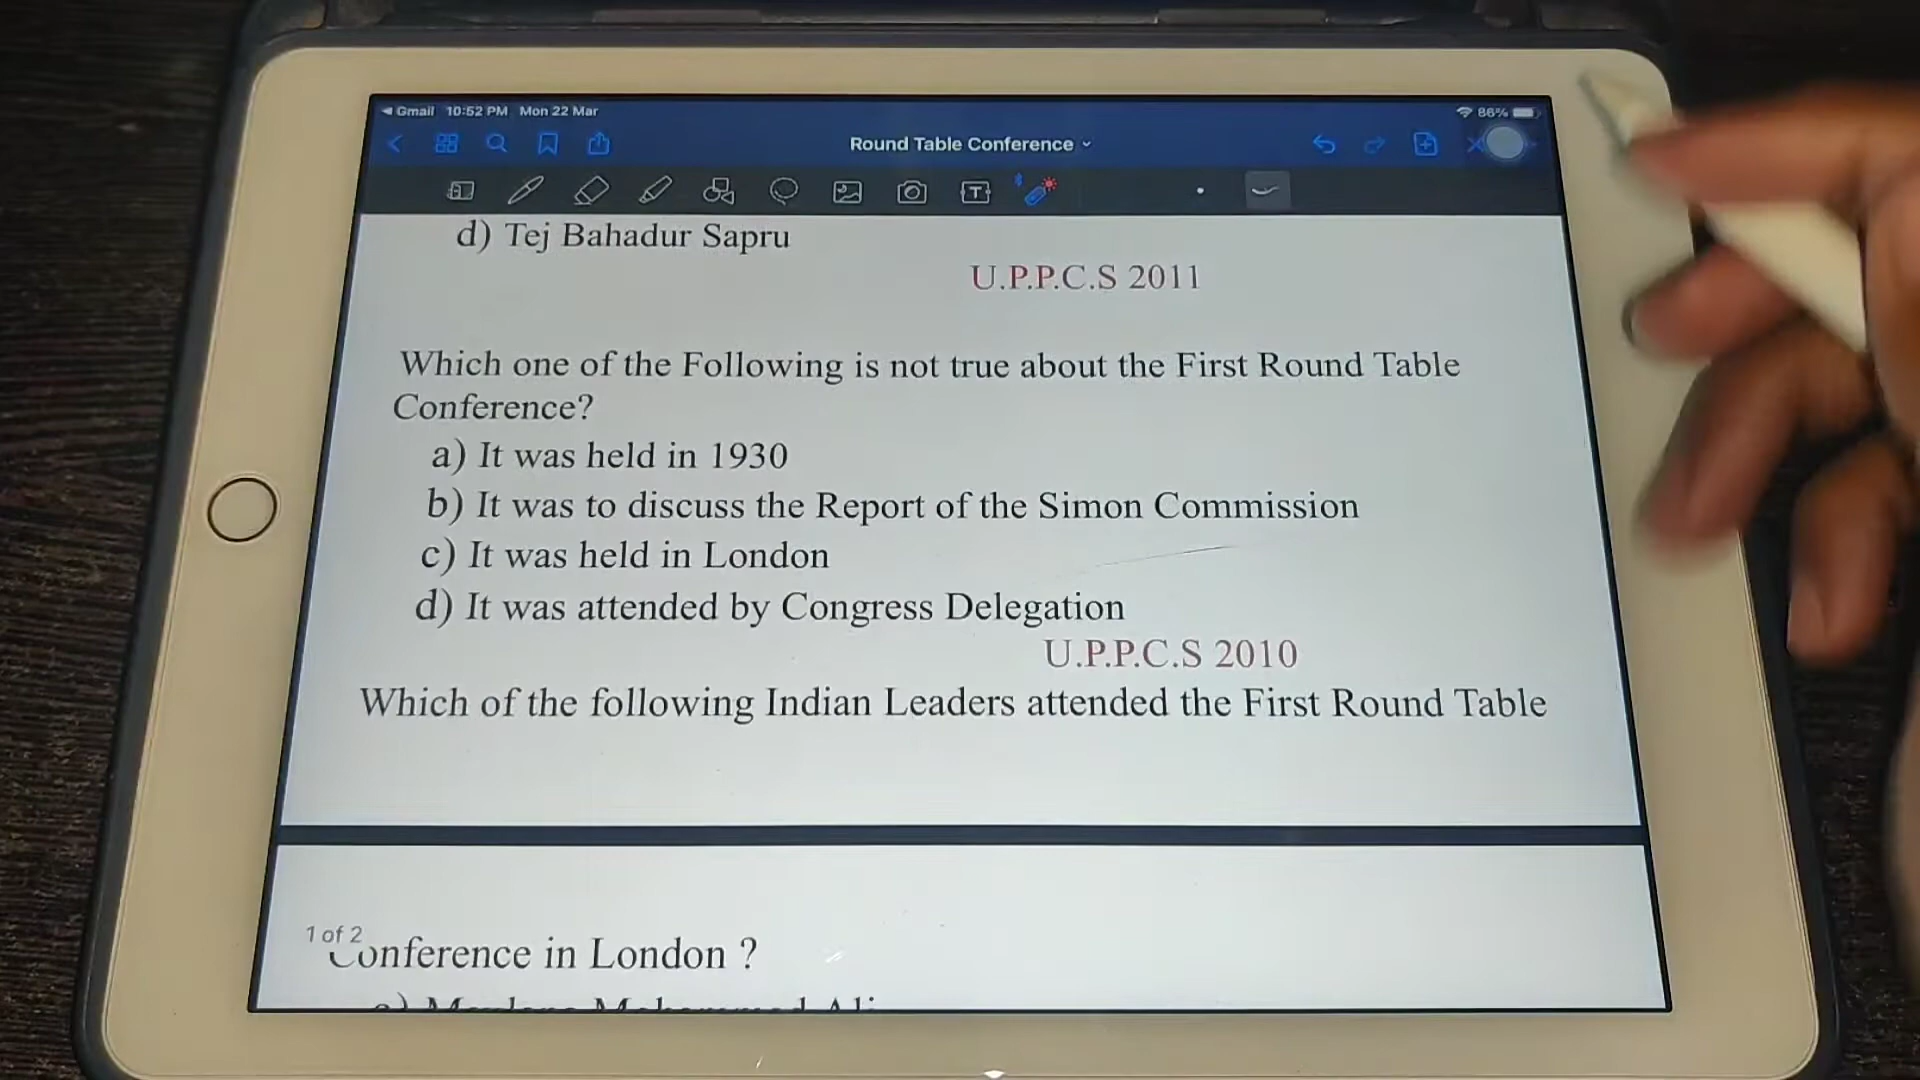 Gmail 10:52 PM Mon 22 Mar
86%
Round Table Conference
d) Tej Bahadur Sapru
U.P.P.C.S 2011
Which one of the Following is not true about the First Round Table
Conference?
a) It was held in 1930
b) It was to discuss the Report of the Simon Commission
c) It was held in London
d) It was attended by Congress Delegation
U.P.P.C.S 2010
Which of the following Indian Leaders attended the First Round Table
1 of 2
Conference in London ?